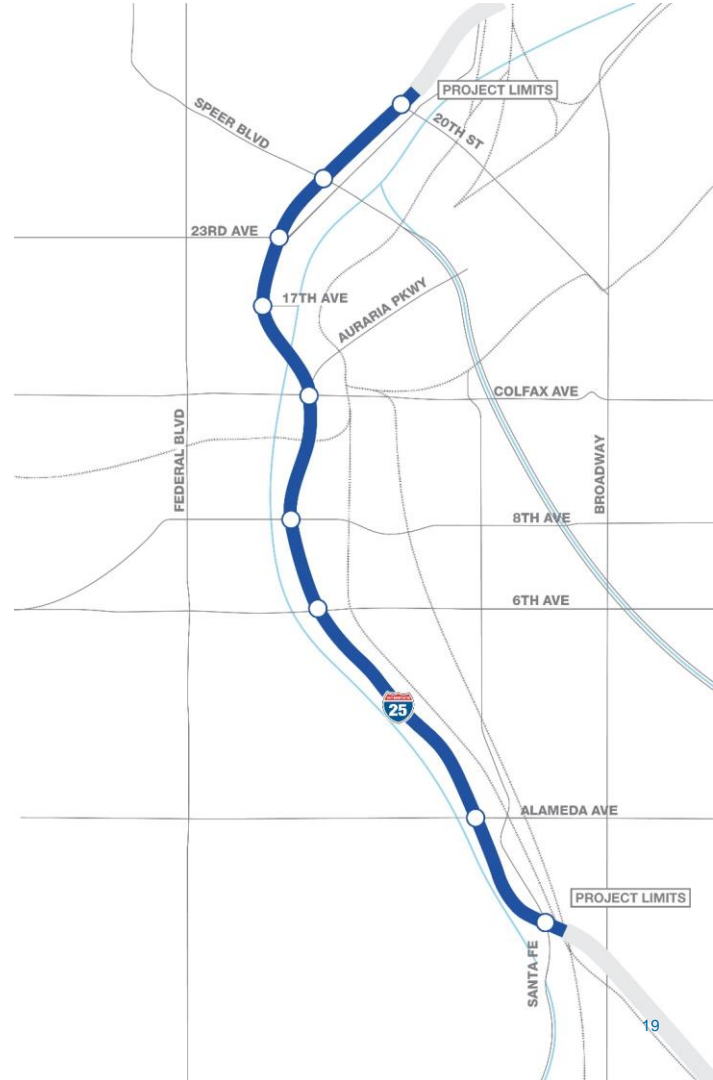 PROJECT LIMITS
SPEER BLVD
20TH ST
23RD AVE
17TH AVE
AURARIA PKWY
COLFAX AVE
FEDERAL BLVD
BROADWAY
8TH AVE
6TH AVE
25
ALAMEDA AVE
PROJECT LIMITS
SANTA FE
19